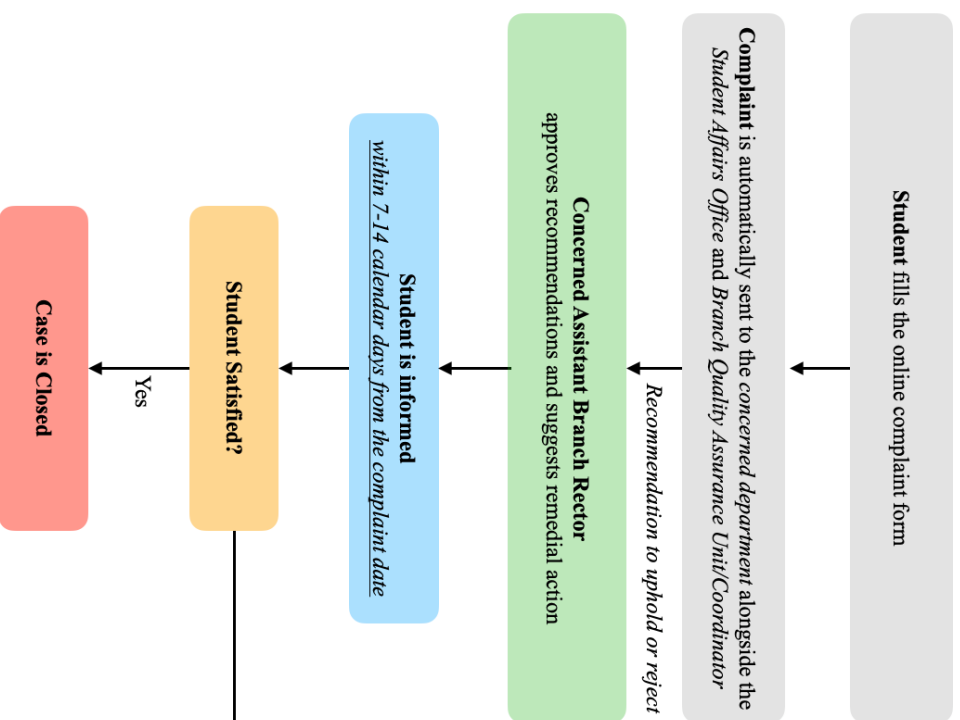 Student fills the online complaint form
Complaint is automatically sent to the concerned department alongside the
Student Affairs Office and Branch Quality Assurance Unit/Coordinator
Recommendation to uphold or reject
Concerned Assistant Branch Rector
approves recommendations and suggests remedial action
Student is informed
within 7-14 calendar days from the complaint date
Student Satisfied?
Yes
Case is Closed